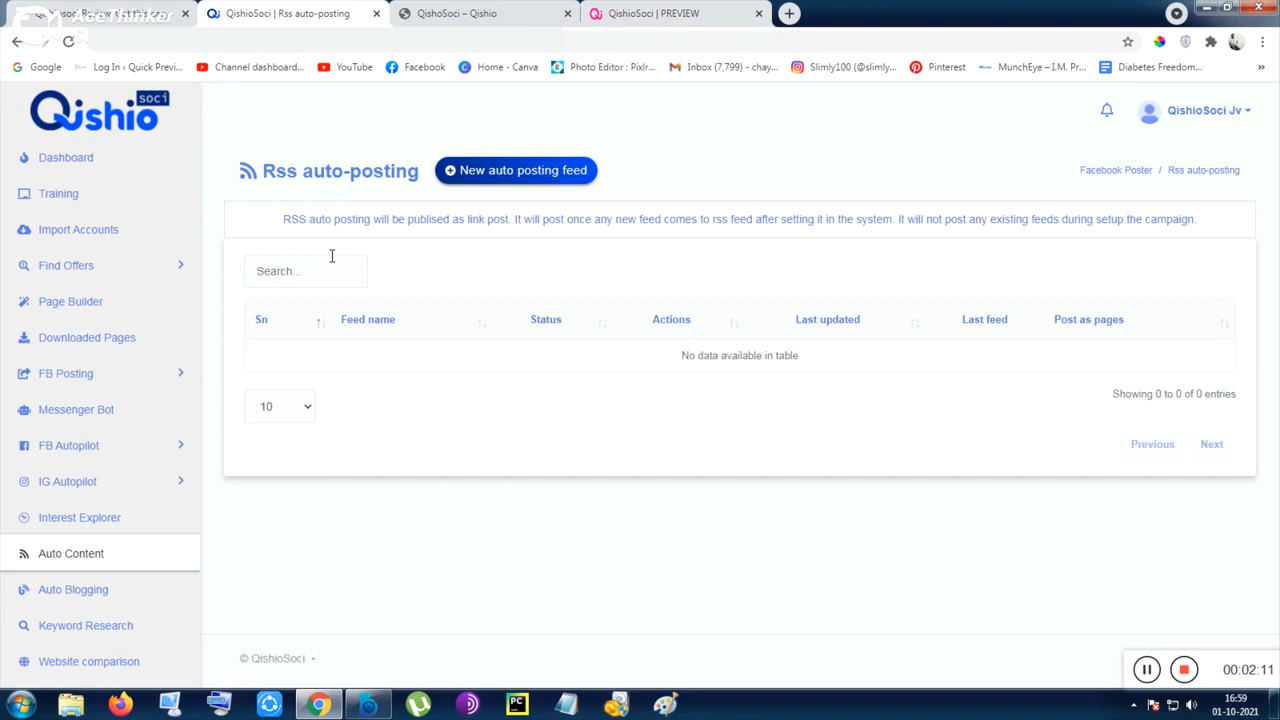 AceThinker
QishioSoci | Rss auto-posting
QishoSoci – Qishio
QishioSoci | PREVIEW
Google
Log In ‹ Quick Previ...
Channel dashboard...
YouTube
Facebook
Home - Canva
Photo Editor : Pixlr...
Inbox (7,799) - chay...
Slimly100 (@slimly...
Pinterest
MunchEye – I.M. Pr...
Diabetes Freedom...
»
Qishio soci
QishioSoci Jv
Dashboard
Training
Import Accounts
Find Offers
Page Builder
Downloaded Pages
FB Posting
Messenger Bot
FB Autopilot
IG Autopilot
Interest Explorer
Auto Content
Auto Blogging
Keyword Research
Website comparison
Rss auto-posting
New auto posting feed
Facebook Poster / Rss auto-posting
RSS auto posting will be publised as link post. It will post once any new feed comes to rss feed after setting it in the system. It will not post any existing feeds during setup the campaign.
Search...
Sn Feed name Status Actions Last updated Last feed Post as pages
No data available in table
10
Showing 0 to 0 of 0 entries
Previous Next
© QishioSoci •
00:02:11
PC
16:59
01-10-2021